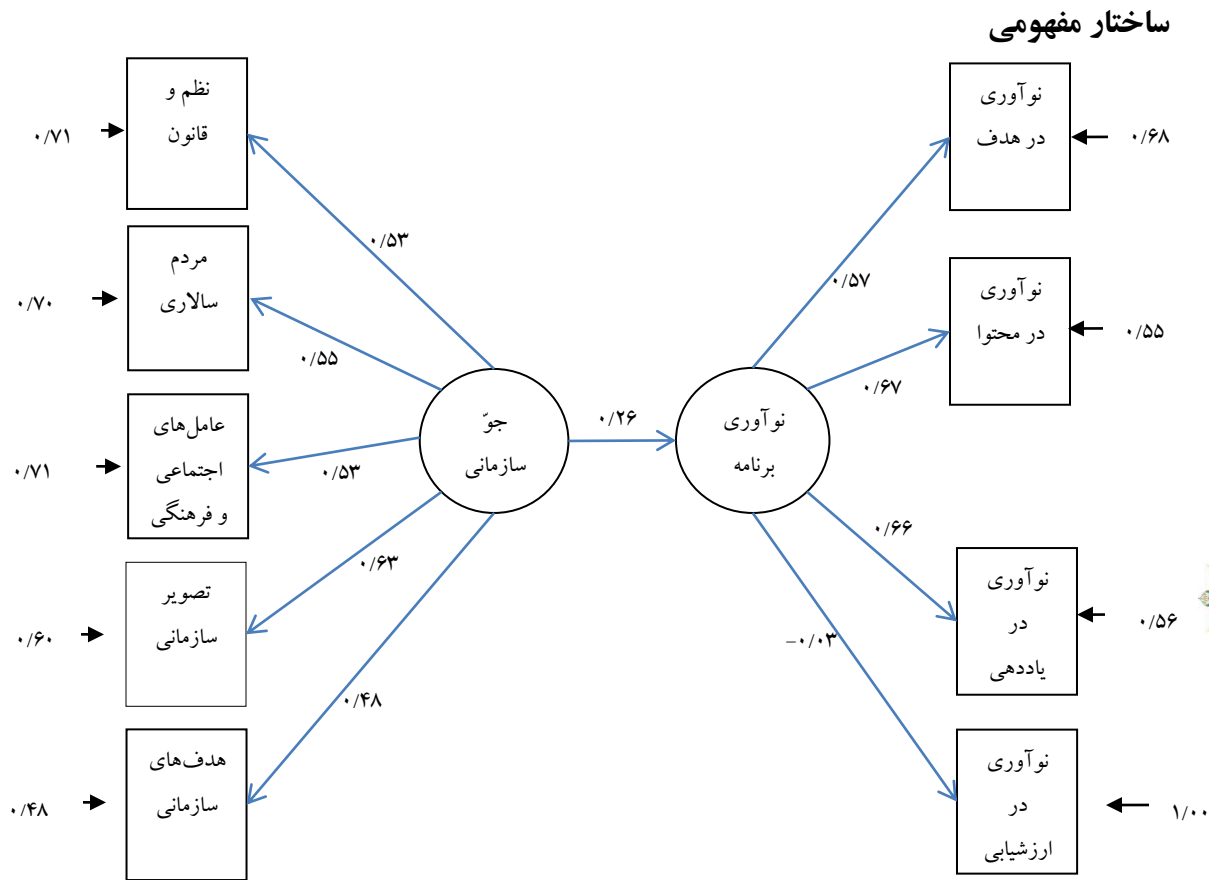 ساختار مفهومی
نوآوری
در هدف
۰/۶۸
۰/۵۷
نوآوری
در محتوا
۰/۵۵
۰/۶۷
نوآوری
در
یاددهی
۰/۵۶
۰/۶۶
نوآوری
در
ارزشیابی
۱/۰۰
−۰/۰۳
نوآوری
برنامه
۰/۲۶
جوّ
سازمانی
نظم و
قانون
۰/۷۱
۰/۵۳
مردم
سالاری
۰/۷۰
۰/۵۵
عامل‌های
اجتماعی
و فرهنگی
۰/۷۱
۰/۵۳
تصویر
سازمانی
۰/۶۰
۰/۶۳
هدف‌های
سازمانی
۰/۴۸
۰/۴۸